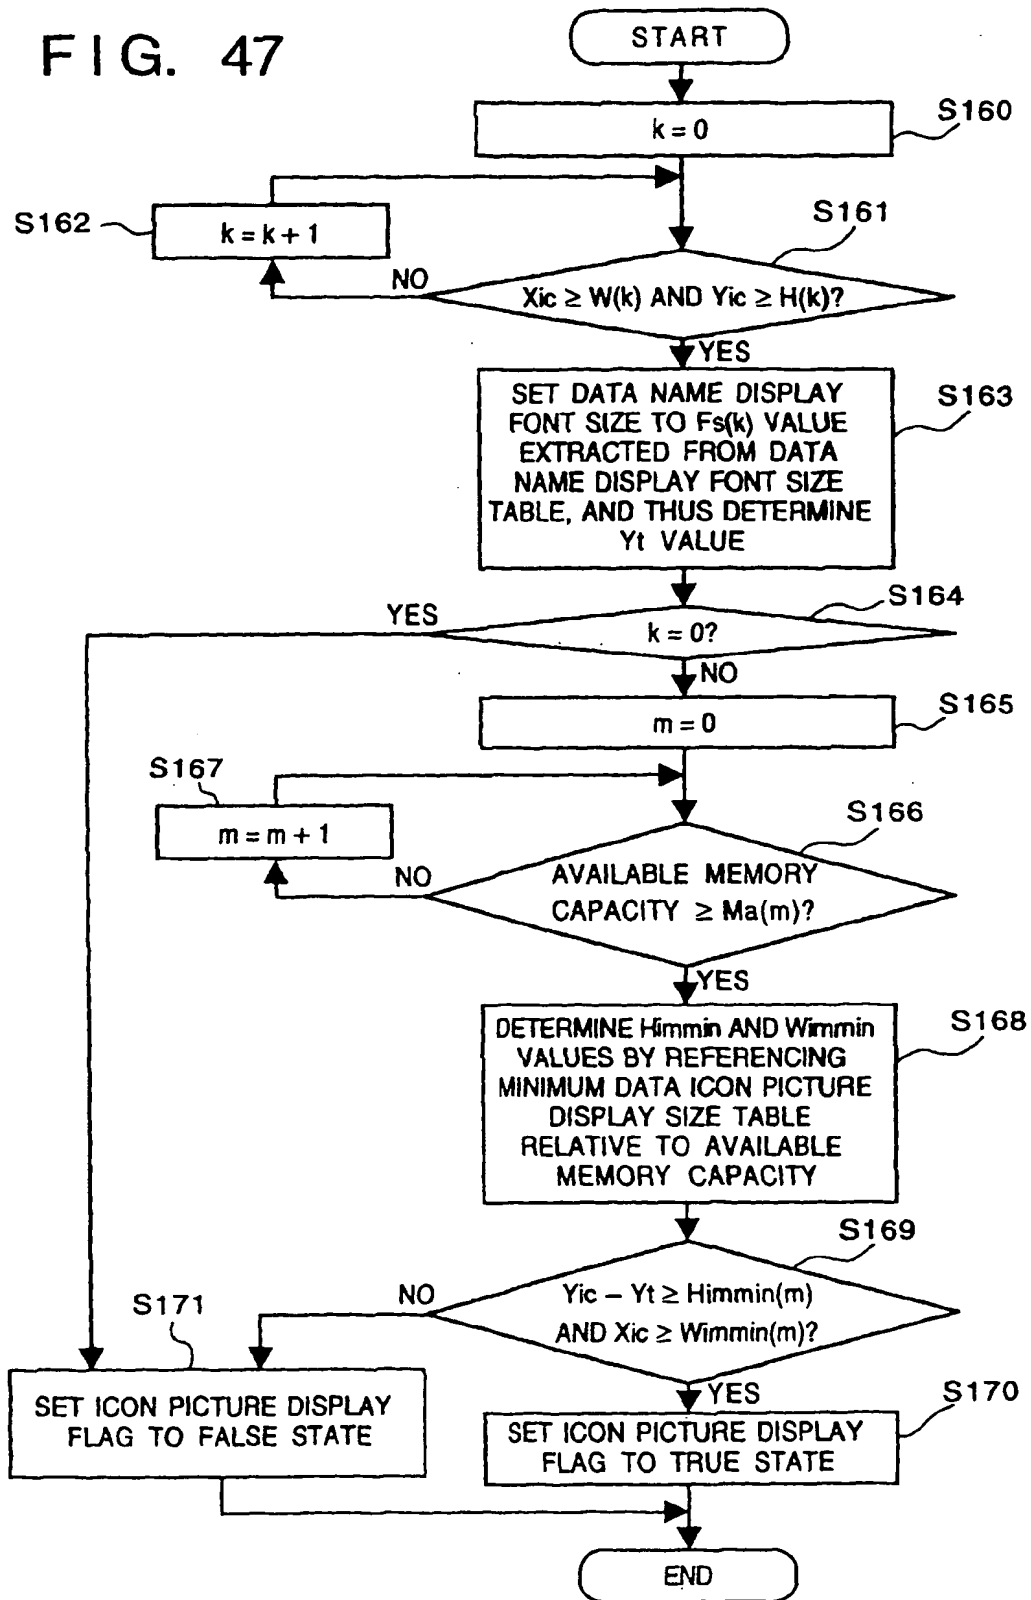 FIG. 47
START
k = 0
S160
S162
k = k + 1
S161
NO
Xic ≥ W(k) AND Yic ≥ H(k)?
YES
SET DATA NAME DISPLAY
FONT SIZE TO Fs(k) VALUE
EXTRACTED FROM DATA
NAME DISPLAY FONT SIZE
TABLE, AND THUS DETERMINE
Yt VALUE
S163
S164
YES
k = 0?
NO
m = 0
S165
S167
m = m + 1
S166
NO
AVAILABLE MEMORY
CAPACITY ≥ Ma(m)?
YES
DETERMINE Himmin AND Wimmin
VALUES BY REFERENCING
MINIMUM DATA ICON PICTURE
DISPLAY SIZE TABLE
RELATIVE TO AVAILABLE
MEMORY CAPACITY
S168
S169
NO
Yic – Yt ≥ Himmin(m)
AND Xic ≥ Wimmin(m)?
S171
YES
S170
SET ICON PICTURE DISPLAY
FLAG TO FALSE STATE
SET ICON PICTURE DISPLAY
FLAG TO TRUE STATE
END